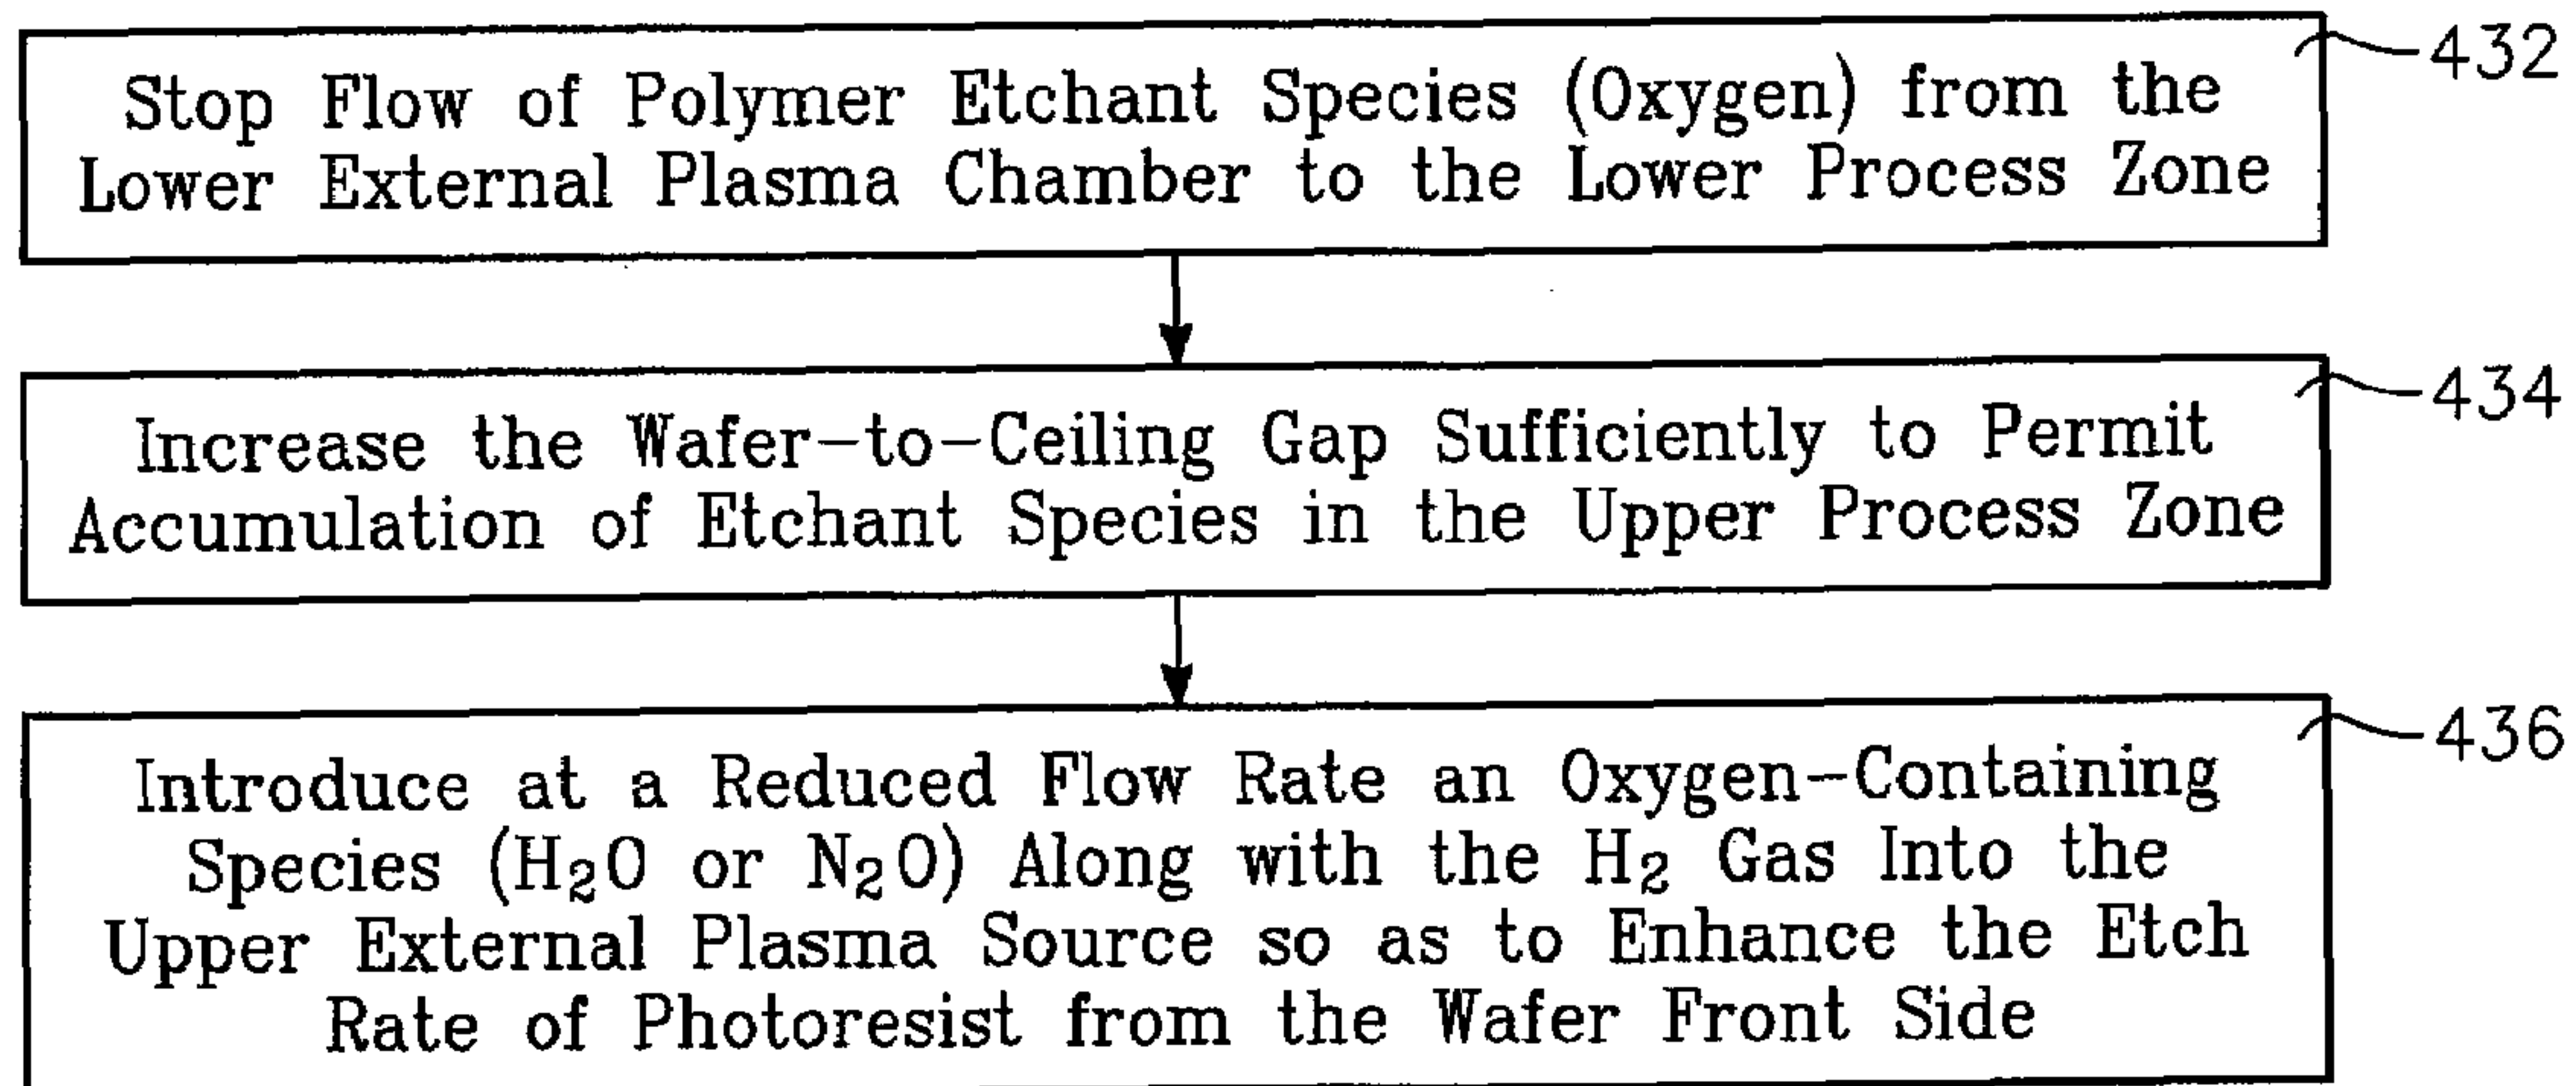 432
Stop Flow of Polymer Etchant Species (Oxygen) from the
Lower External Plasma Chamber to the Lower Process Zone
434
Increase the Wafer-to-Ceiling Gap Sufficiently to Permit
Accumulation of Etchant Species in the Upper Process Zone
436
Introduce at a Reduced Flow Rate an Oxygen-Containing
Species (H₂O or N₂O) Along with the H₂ Gas Into the
Upper External Plasma Source so as to Enhance the Etch
Rate of Photoresist from the Wafer Front Side